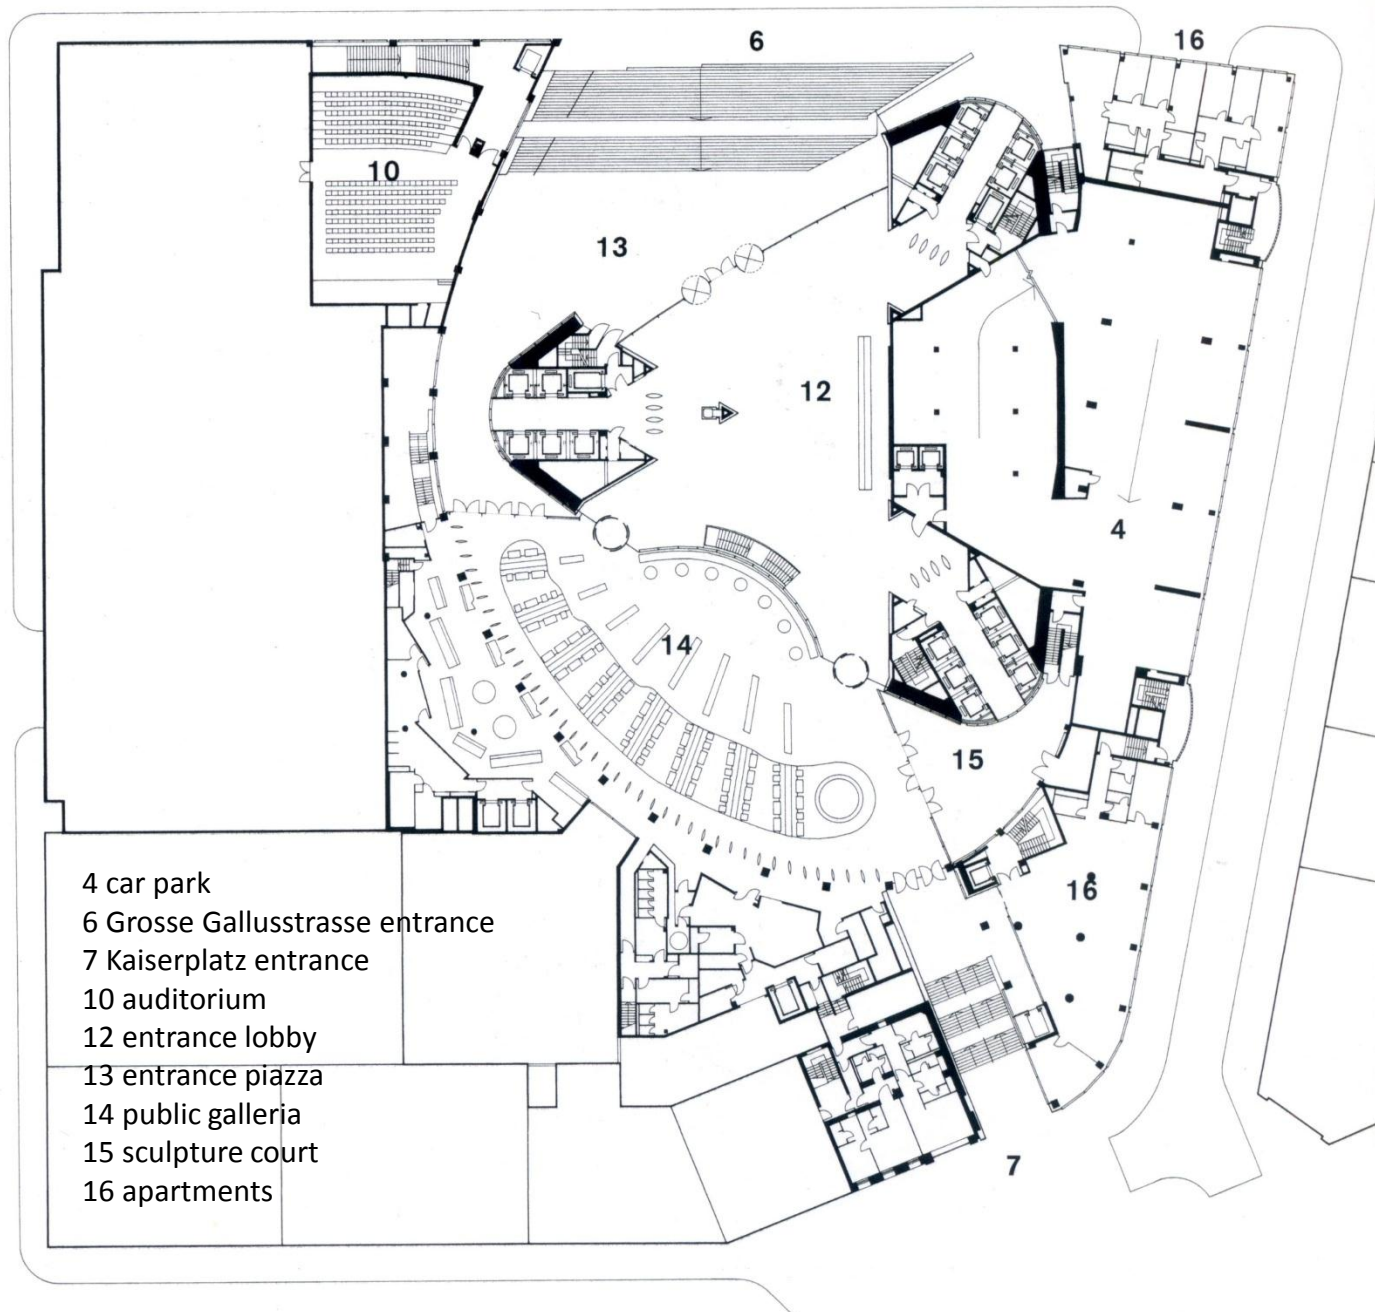 6
16
10
13
12
4
14
15
16
7
4 car park
6 Grosse Gallusstrasse entrance
7 Kaiserplatz entrance
10 auditorium
12 entrance lobby
13 entrance piazza
14 public galleria
15 sculpture court
16 apartments